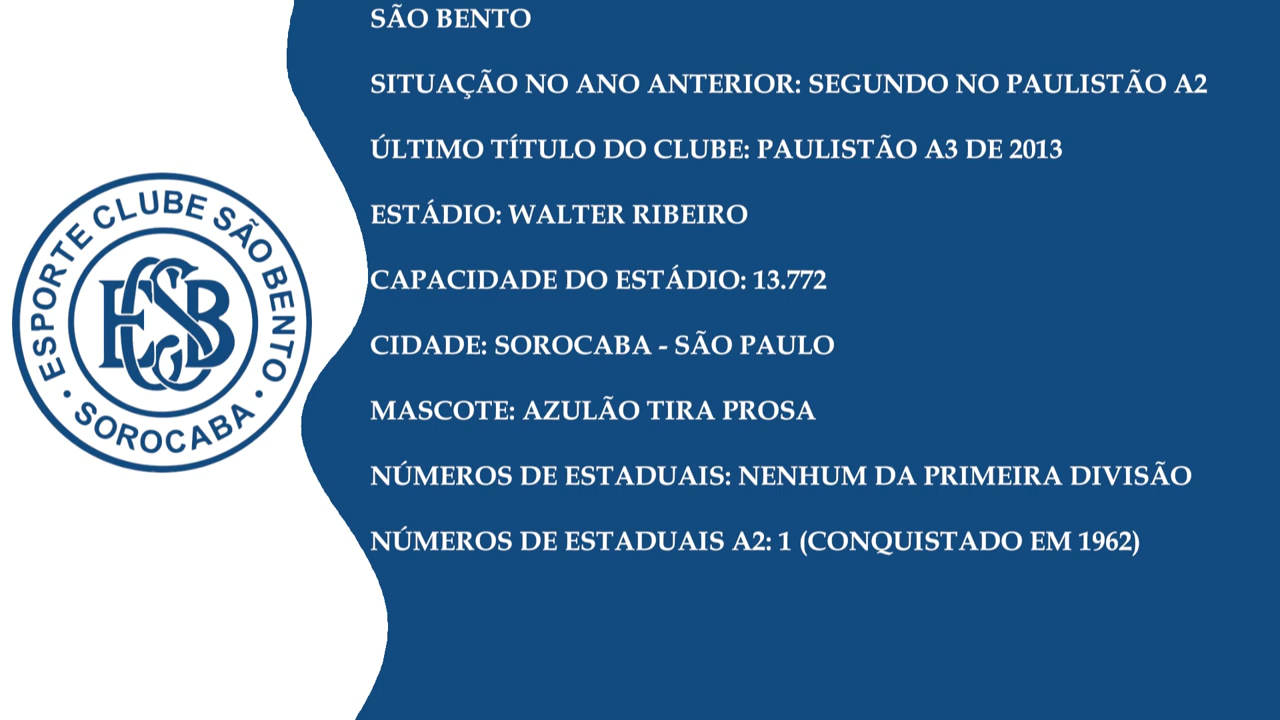 SÃO BENTO
SITUAÇÃO NO ANO ANTERIOR: SEGUNDO NO PAULISTÃO A2
ÚLTIMO TÍTULO DO CLUBE: PAULISTÃO A3 DE 2013
ESTÁDIO: WALTER RIBEIRO
CAPACIDADE DO ESTÁDIO: 13.772
CIDADE: SOROCABA - SÃO PAULO
MASCOTE: AZULÃO TIRA PROSA
NÚMEROS DE ESTADUAIS: NENHUM DA PRIMEIRA DIVISÃO
NÚMEROS DE ESTADUAIS A2: 1 (CONQUISTADO EM 1962)
ESPORTE CLUBE SÃO BENTO
• SOROCABA •
ECSB